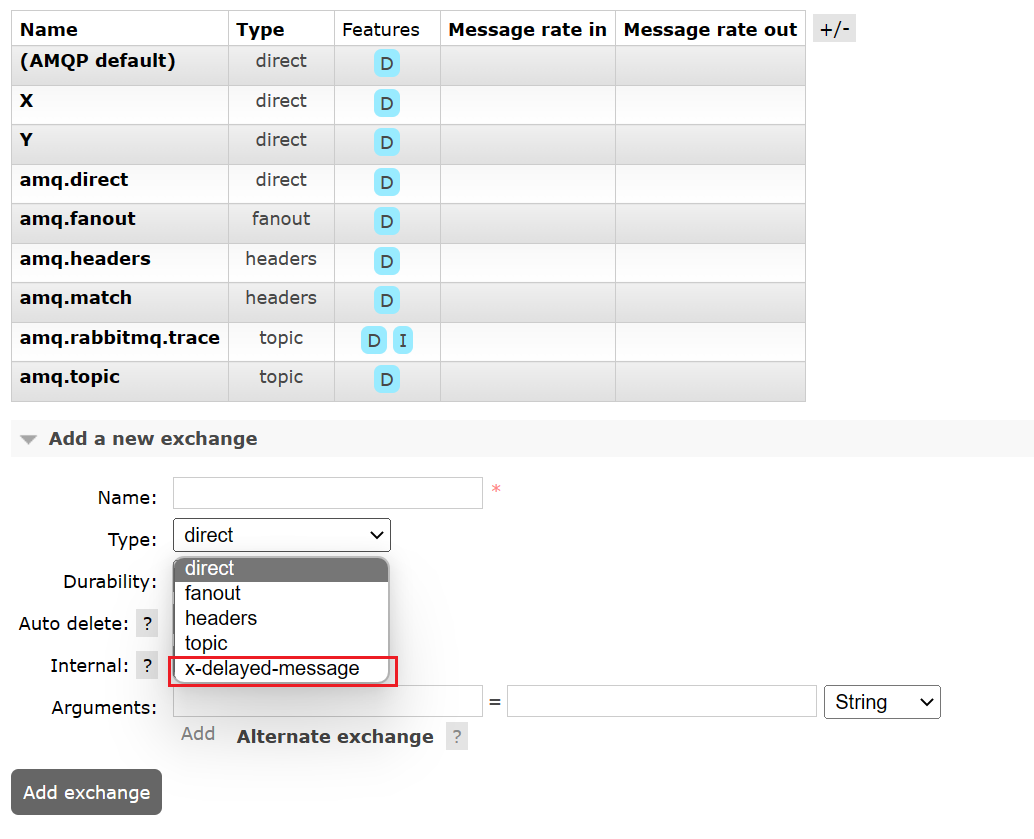 Name Type Features Message rate in Message rate out +/-
(AMQP default) direct D
X direct D
Y direct D
amq.direct direct D
amq.fanout fanout D
amq.headers headers D
amq.match headers D
amq.rabbitmq.trace topic D I
amq.topic topic D
Add a new exchange
Name: *
Type: direct
direct
Durability:
fanout
Auto delete: ?
headers
topic
Internal: ?
x-delayed-message
Arguments: = String
Add Alternate exchange ?
Add exchange